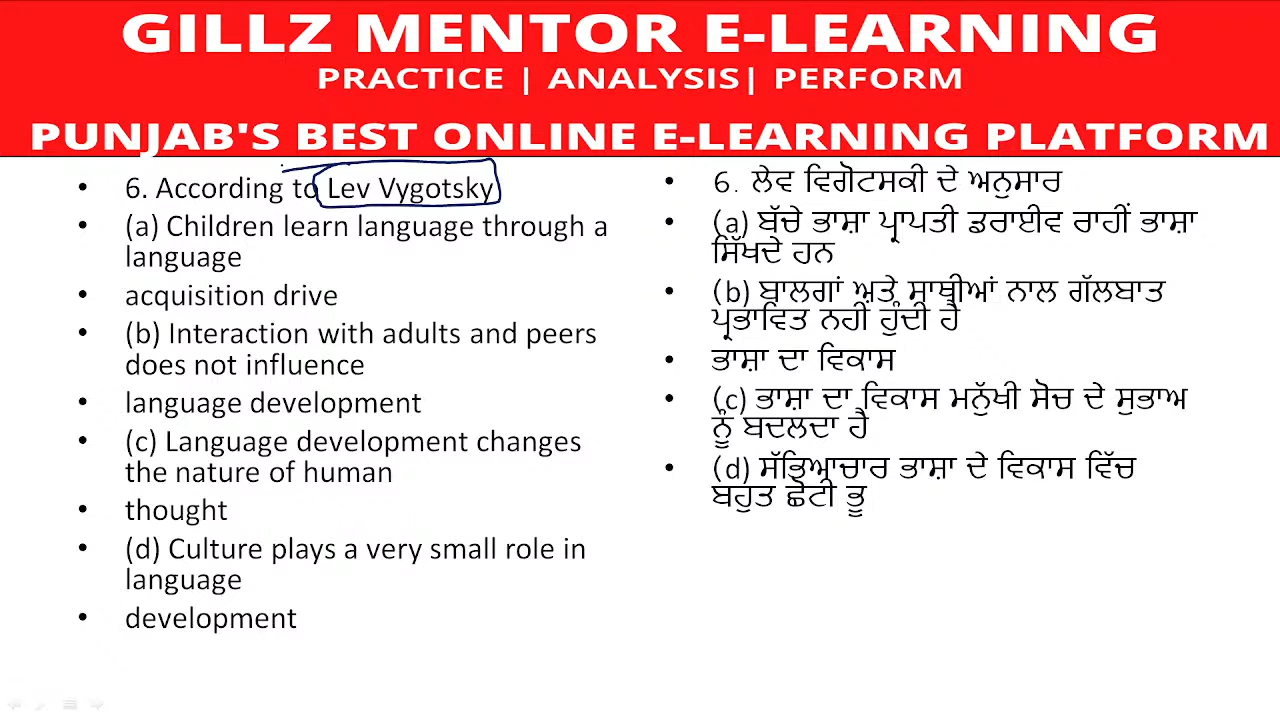 GILLZ MENTOR E-LEARNING
PRACTICE | ANALYSIS| PERFORM
PUNJAB'S BEST ONLINE E-LEARNING PLATFORM
• 6. According to Lev Vygotsky
• (a) Children learn language through a
language
• acquisition drive
• (b) Interaction with adults and peers
does not influence
• language development
• (c) Language development changes
the nature of human
• thought
• (d) Culture plays a very small role in
language
• development
• 6. ਲੇਵ ਵਿਗੋਟਸਕੀ ਦੇ ਅਨੁਸਾਰ
• (a) ਬੱਚੇ ਭਾਸ਼ਾ ਪ੍ਰਾਪਤੀ ਡਰਾਈਵ ਰਾਹੀਂ ਭਾਸ਼ਾ
ਸਿੱਖਦੇ ਹਨ
• (b) ਬਾਲਗਾਂ ਅਤੇ ਸਾਥੀਆਂ ਨਾਲ ਗੱਲਬਾਤ
ਪ੍ਰਭਾਵਿਤ ਨਹੀਂ ਹੁੰਦੀ ਹੈ
• ਭਾਸ਼ਾ ਦਾ ਵਿਕਾਸ
• (c) ਭਾਸ਼ਾ ਦਾ ਵਿਕਾਸ ਮਨੁੱਖੀ ਸੋਚ ਦੇ ਸੁਭਾਅ
ਨੂੰ ਬਦਲਦਾ ਹੈ
• (d) ਸੱਭਿਆਚਾਰ ਭਾਸ਼ਾ ਦੇ ਵਿਕਾਸ ਵਿੱਚ
ਬਹੁਤ ਛੋਟੀ ਭੂ